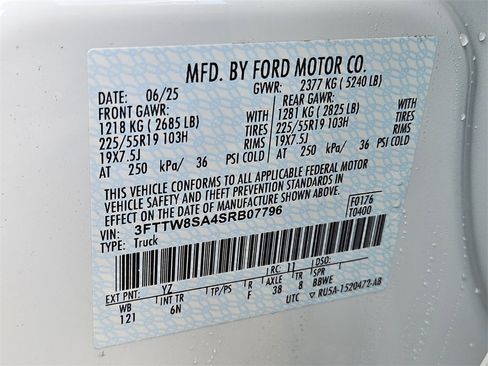 MFD. BY FORD MOTOR CO.
DATE: 06/25 GVWR: 2377 KG ( 5240 LB)
FRONT GAWR: REAR GAWR:
1218 KG ( 2685 LB) WITH 1281 KG ( 2825 LB) WITH
225/55R19 103H TIRES 225/55R19 103H TIRES
19X7.5J RIMS 19X7.5J RIMS
AT 250 kPa/ 36 PSI COLD AT 250 kPa/ 36 PSI COLD
THIS VEHICLE CONFORMS TO ALL APPLICABLE FEDERAL MOTOR
VEHICLE SAFETY AND THEFT PREVENTION STANDARDS IN
EFFECT ON THE DATE OF MANUFACTURE SHOWN ABOVE.
VIN: 3FTTW8SA4SRB07796 F0176
TYPE: Truck T0400
EXT PNT: YZ RC: 11 DSO:
WB INT TR TP/PS R AXLE TR SPR
121 6N F 38 8 BBWE
UTC ▽ RU5A-1520472-AB